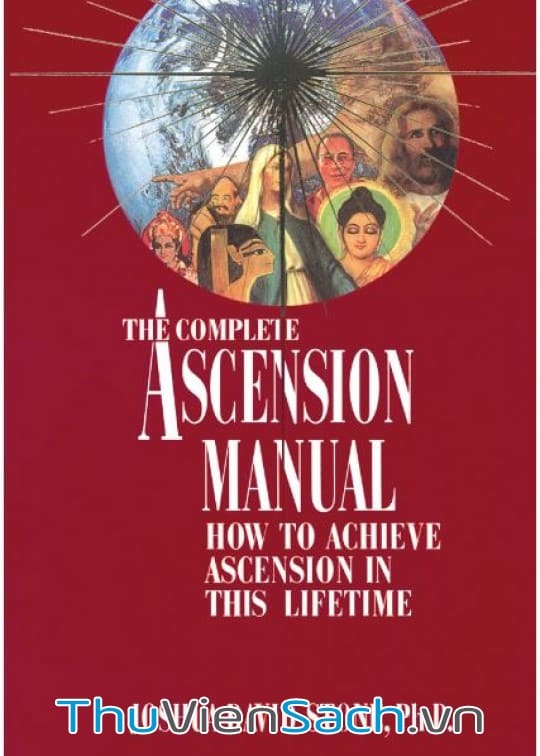 THE COMPLETE
ASCENSION
MANUAL
HOW TO ACHIEVE
ASCENSION IN
THIS LIFETIME
ThuVienSach.vn